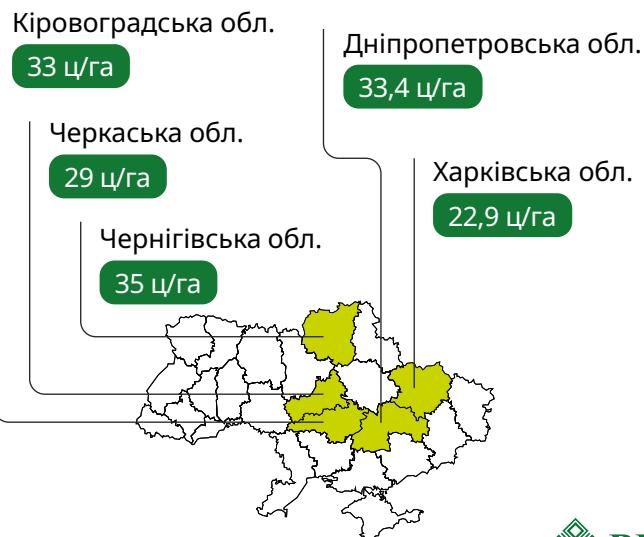 Кіровоградська обл.
33 ц/га
Дніпропетровська обл.
33,4 ц/га
Черкаська обл.
29 ц/га
Харківська обл.
22,9 ц/га
Чернігівська обл.
35 ц/га